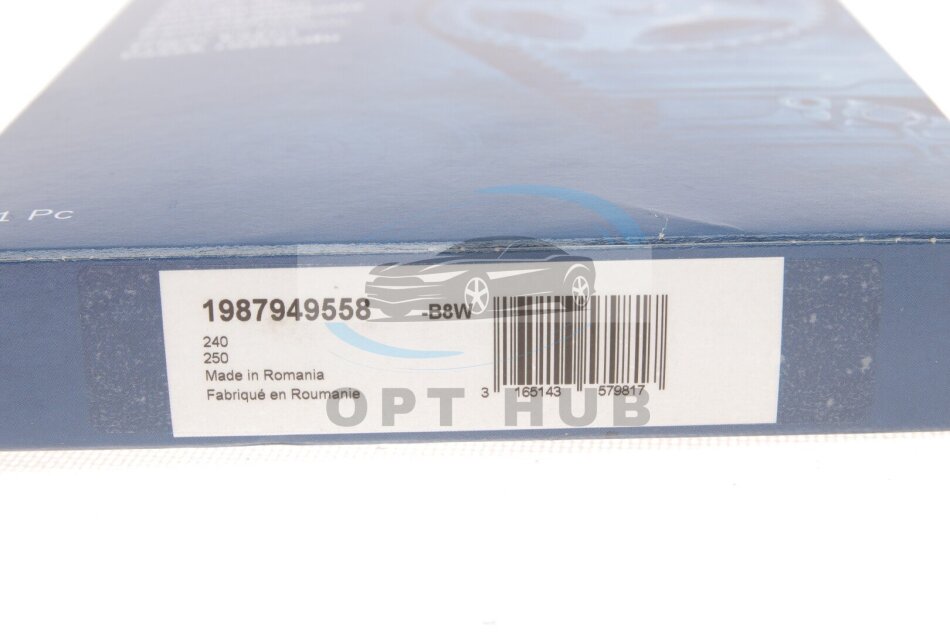 1 Pc
1987949558 -B8W
240
250
Made in Romania
Fabriqué en Roumanie
3 165143 579817
OPT HUB